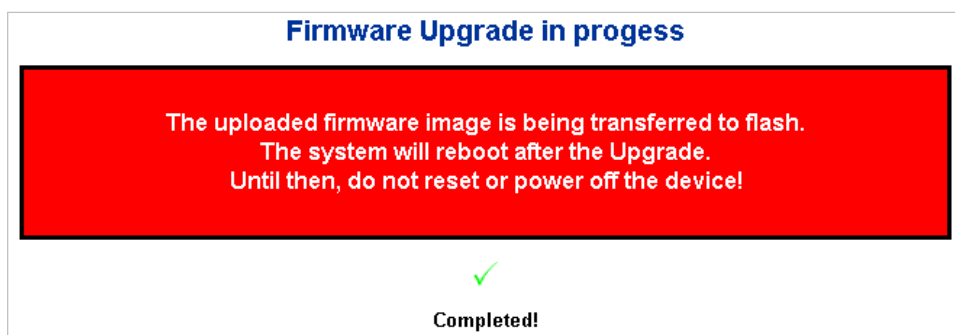 Firmware Upgrade in progess
The uploaded firmware image is being transferred to flash.
The system will reboot after the Upgrade.
Until then, do not reset or power off the device!
Completed!